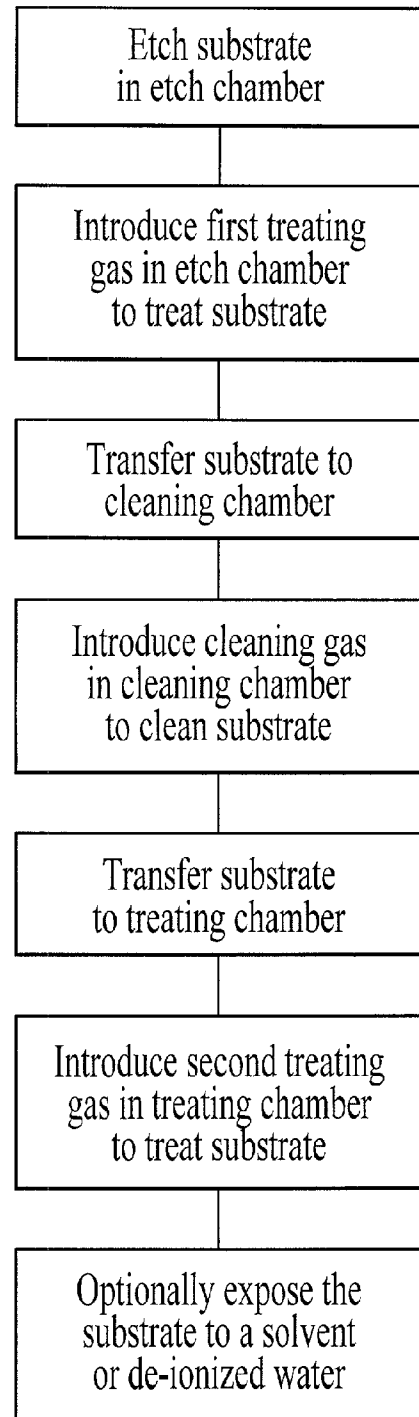 Etch substrate
in etch chamber
Introduce first treating
gas in etch chamber
to treat substrate
Transfer substrate to
cleaning chamber
Introduce cleaning gas
in cleaning chamber
to clean substrate
Transfer substrate
to treating chamber
Introduce second treating
gas in treating chamber
to treat substrate
Optionally expose the
substrate to a solvent
or de-ionized water